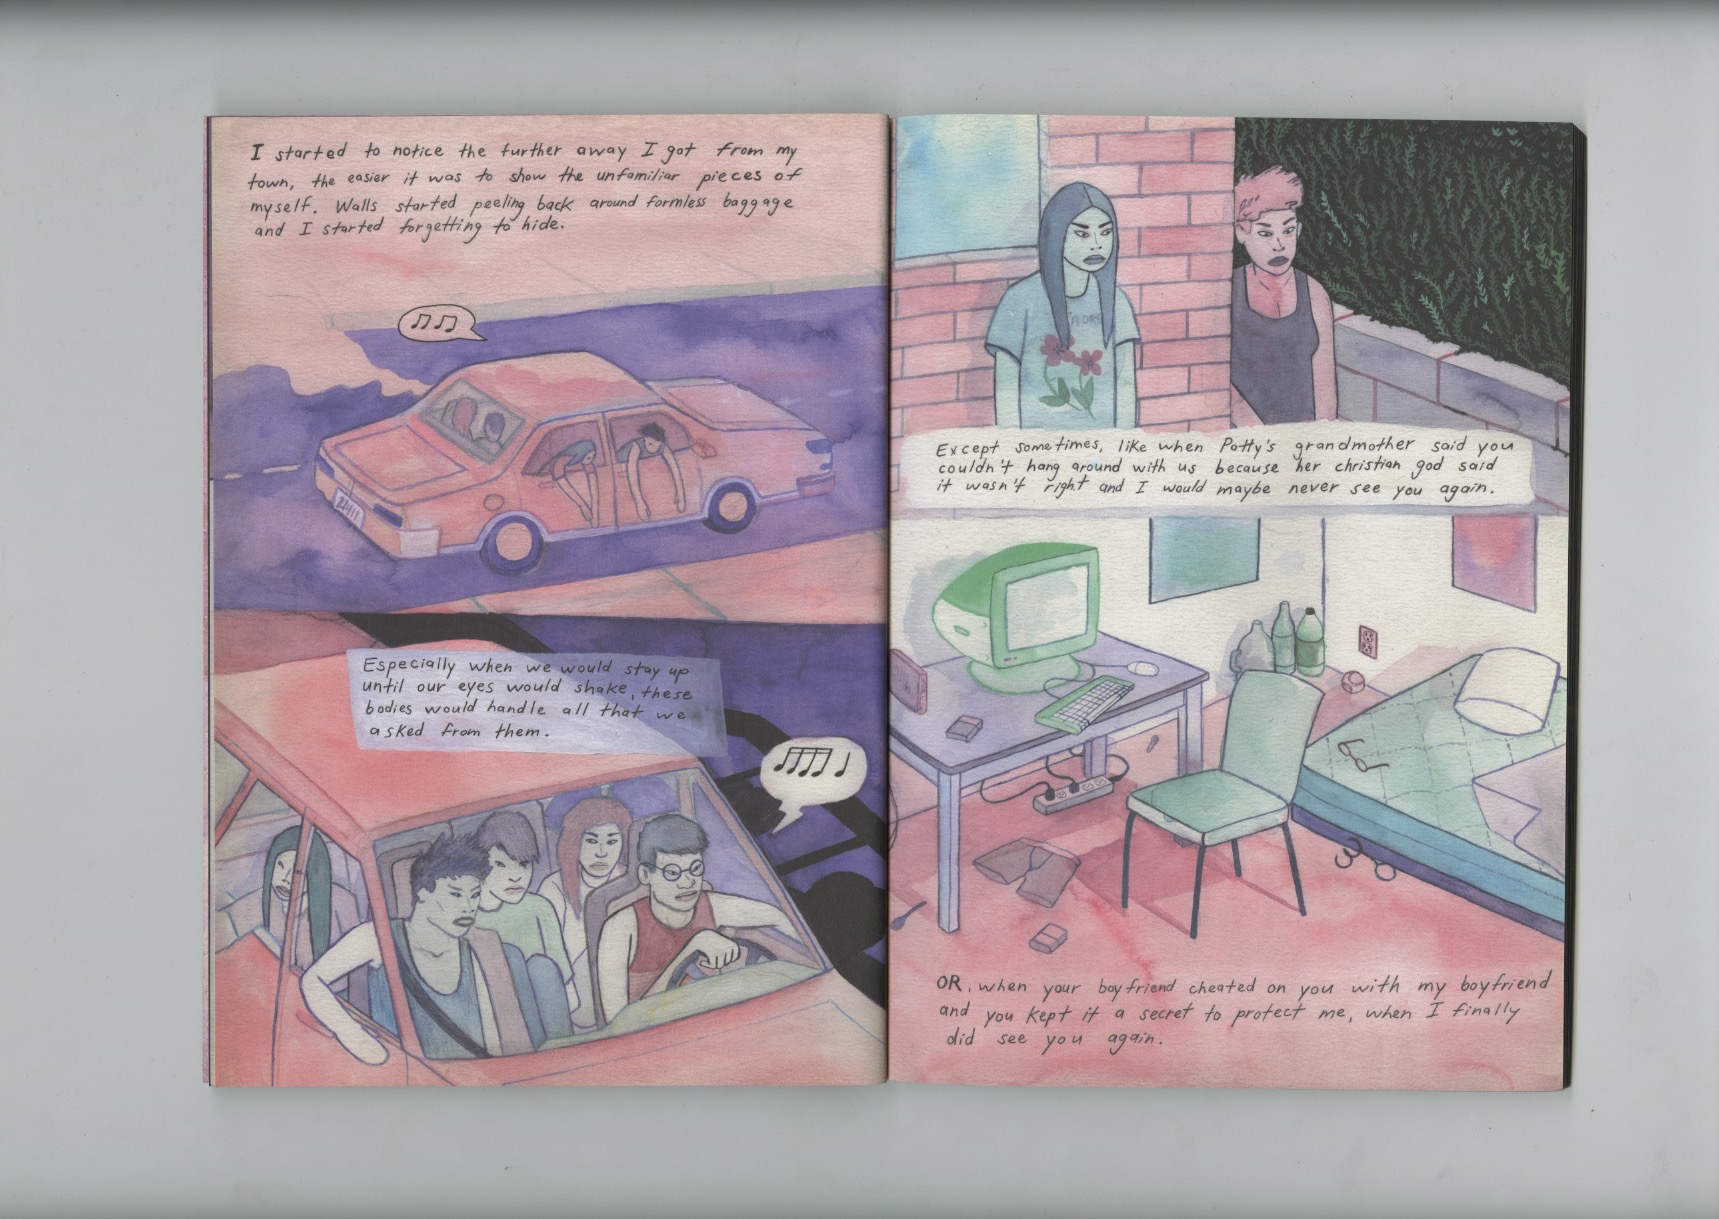 I started to notice the further away I got from my
town, the easier it was to show the unfamiliar pieces of
myself. Walls started peeling back around formless baggage
and I started forgetting to hide.
Especially when we would stay up
until our eyes would shake, these
bodies would handle all that we
asked from them.
Except sometimes, like when Patty's grandmother said you
couldn't hang around with us because her christian god said
it wasn't right and I would maybe never see you again.
OR, when your boyfriend cheated on you with my boyfriend
and you kept it a secret to protect me, when I finally
did see you again.